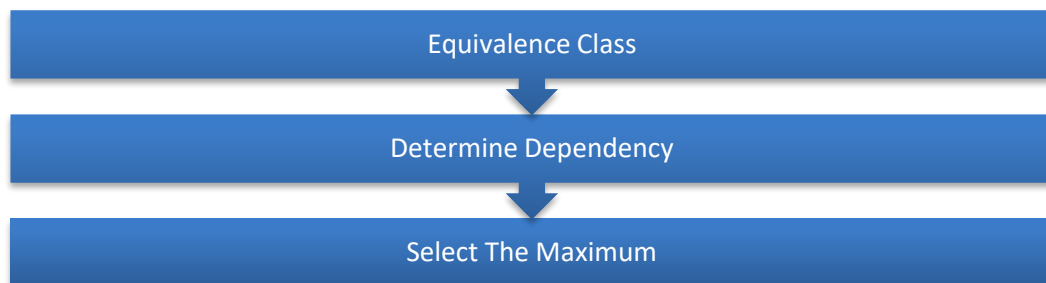 Equivalence Class
Determine Dependency
Select The Maximum